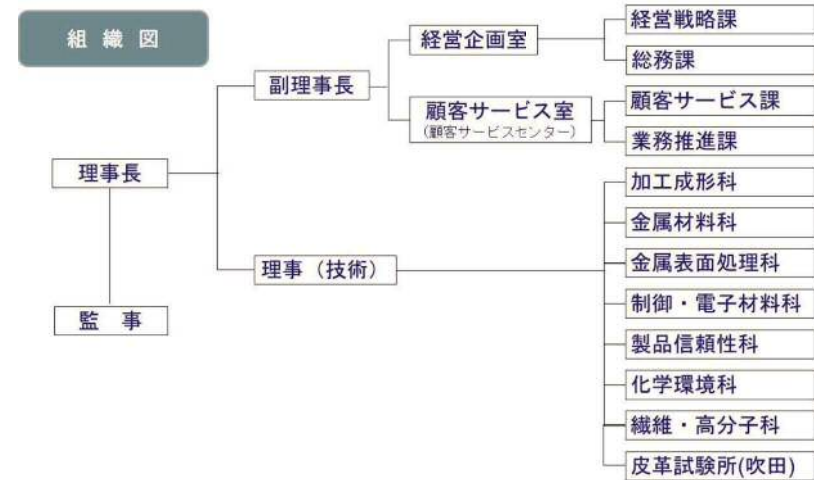 組織図
経営戦略課
経営企画室
総務課
副理事長
顧客サービス課
顧客サービス室
(顧客サービスセンター)
業務推進課
理事長
加工成形科
金属材料科
理事（技術）
金属表面処理科
監　事
制御・電子材料科
製品信頼性科
化学環境科
繊維・高分子科
皮革試験所(吹田)